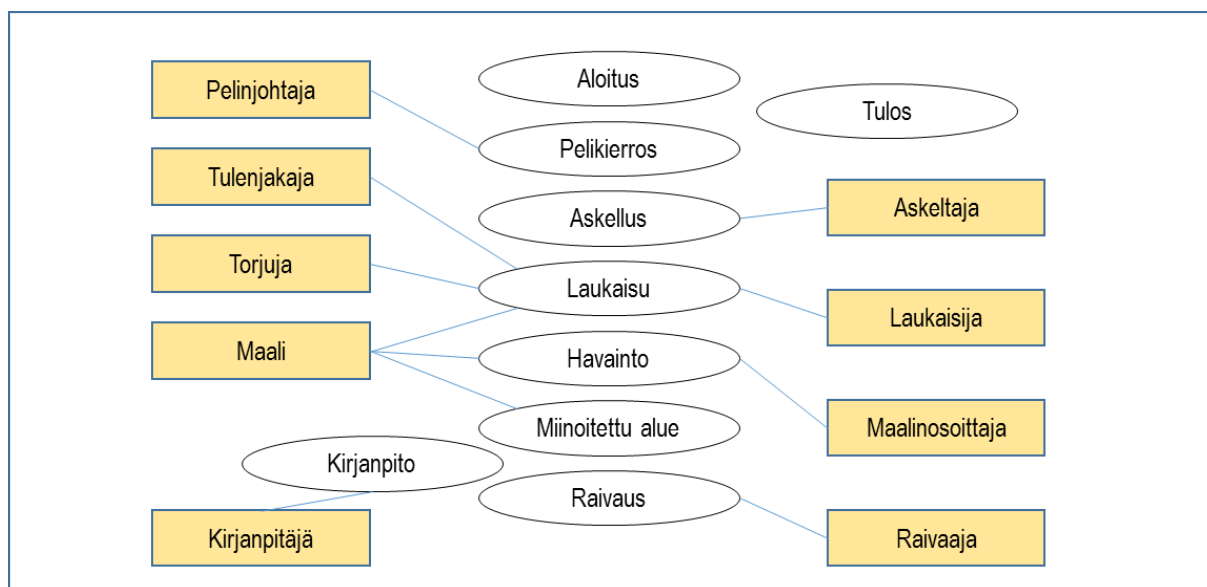 Pelinjohtaja
Aloitus
Tulos
Pelikierros
Tulenjakaja
Askellus
Askeltaja
Torjuja
Laukaisu
Laukaisija
Maali
Havainto
Miinoitettu alue
Maalinosoittaja
Kirjanpito
Raivaus
Kirjanpitäjä
Raivaaja